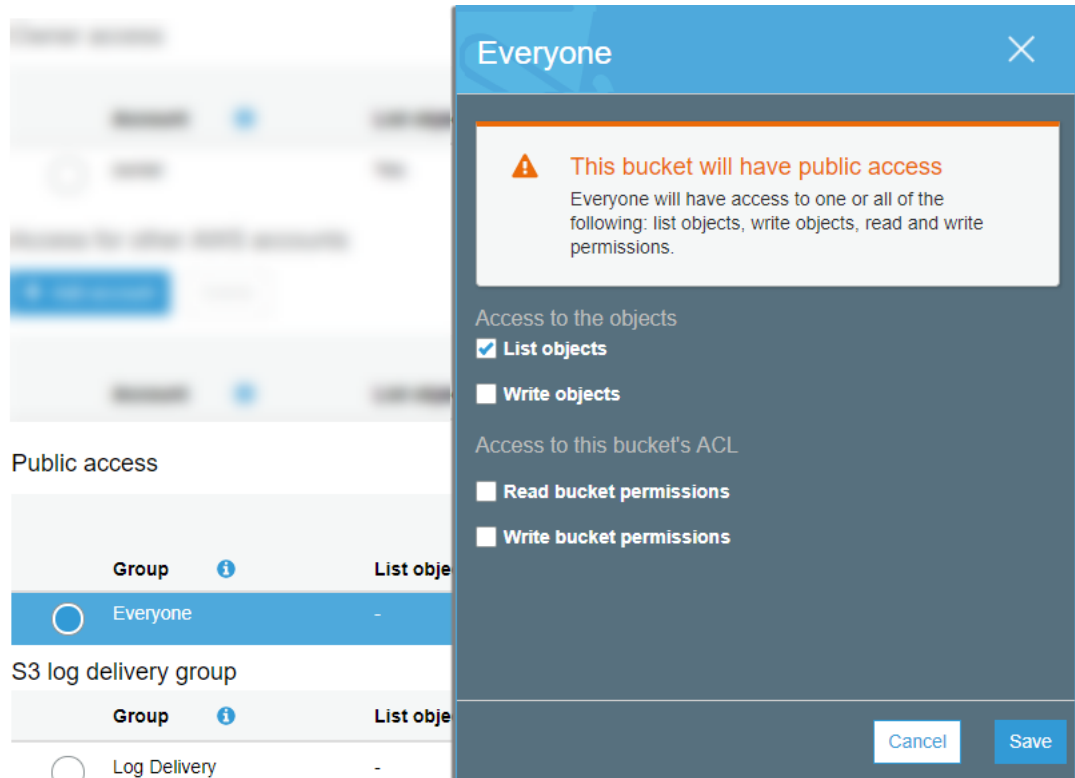 Everyone
This bucket will have public access
Everyone will have access to one or all of the
following: list objects, write objects, read and write
permissions.
Access to the objects
List objects
Write objects
Access to this bucket's ACL
Read bucket permissions
Write bucket permissions
Cancel Save
Public access
Group List obje
Everyone -
S3 log delivery group
Group List obje
Log Delivery -